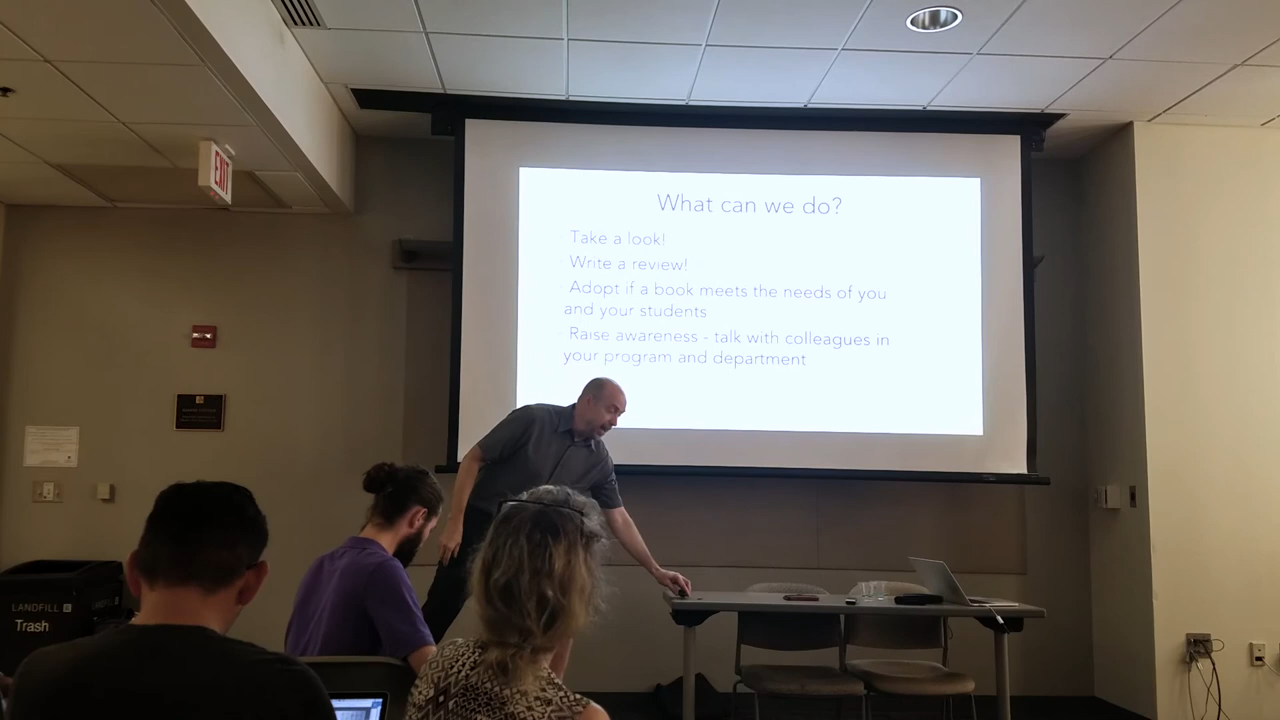 EXIT
What can we do?
Take a look!
Write a review!
Adopt if a book meets the needs of you
and your students
Raise awareness - talk with colleagues in
your program and department
LANDFILL
Trash